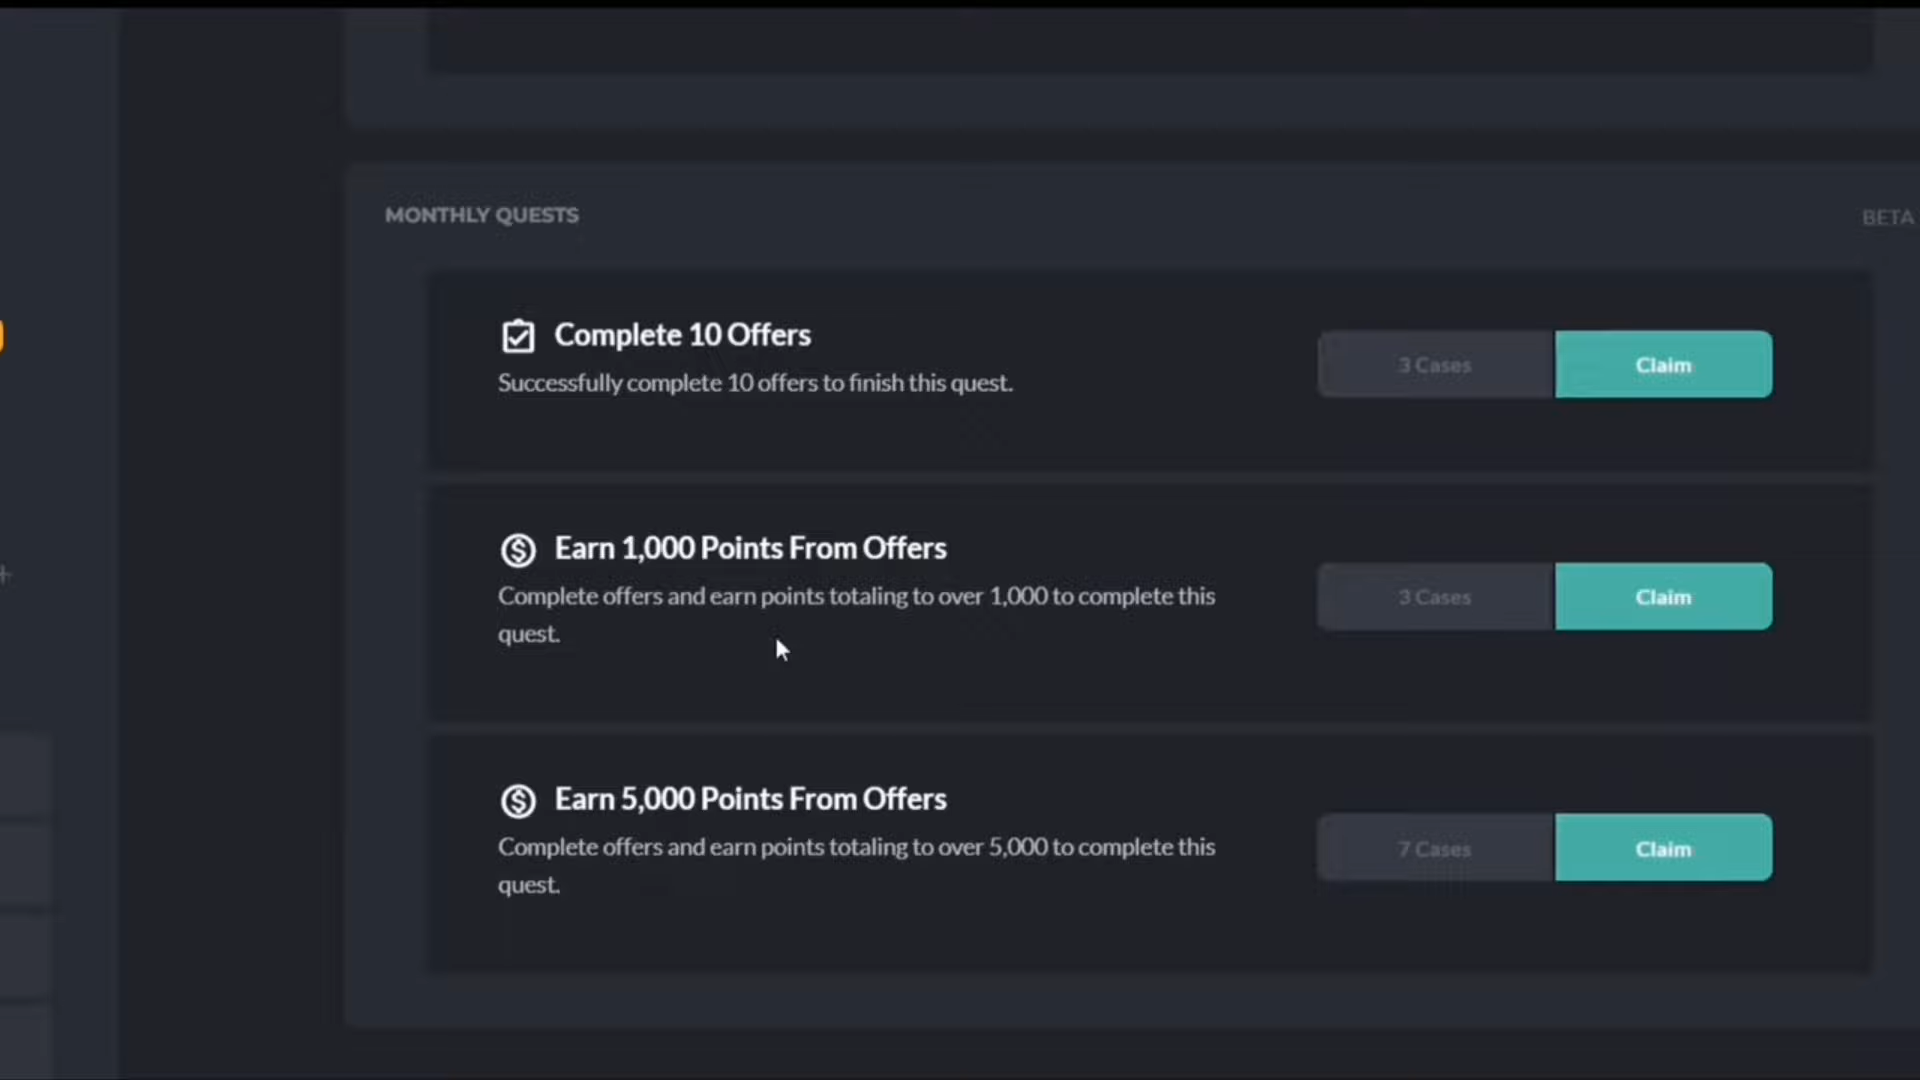 MONTHLY QUESTS
BETA
Complete 10 Offers
Successfully complete 10 offers to finish this quest.
3 Cases
Claim
Earn 1,000 Points From Offers
Complete offers and earn points totaling to over 1,000 to complete this
quest.
3 Cases
Claim
Earn 5,000 Points From Offers
Complete offers and earn points totaling to over 5,000 to complete this
quest.
7 Cases
Claim